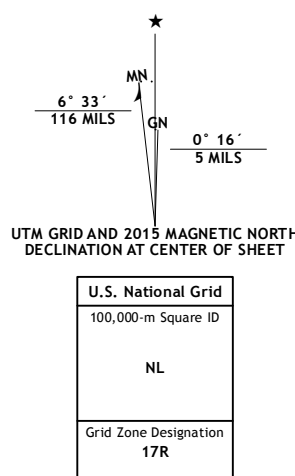 ★
MN
6° 33´
116 MILS
GN
0° 16´
5 MILS
UTM GRID AND 2015 MAGNETIC NORTH
DECLINATION AT CENTER OF SHEET
U.S. National Grid
100,000-m Square ID
NL
Grid Zone Designation
17R